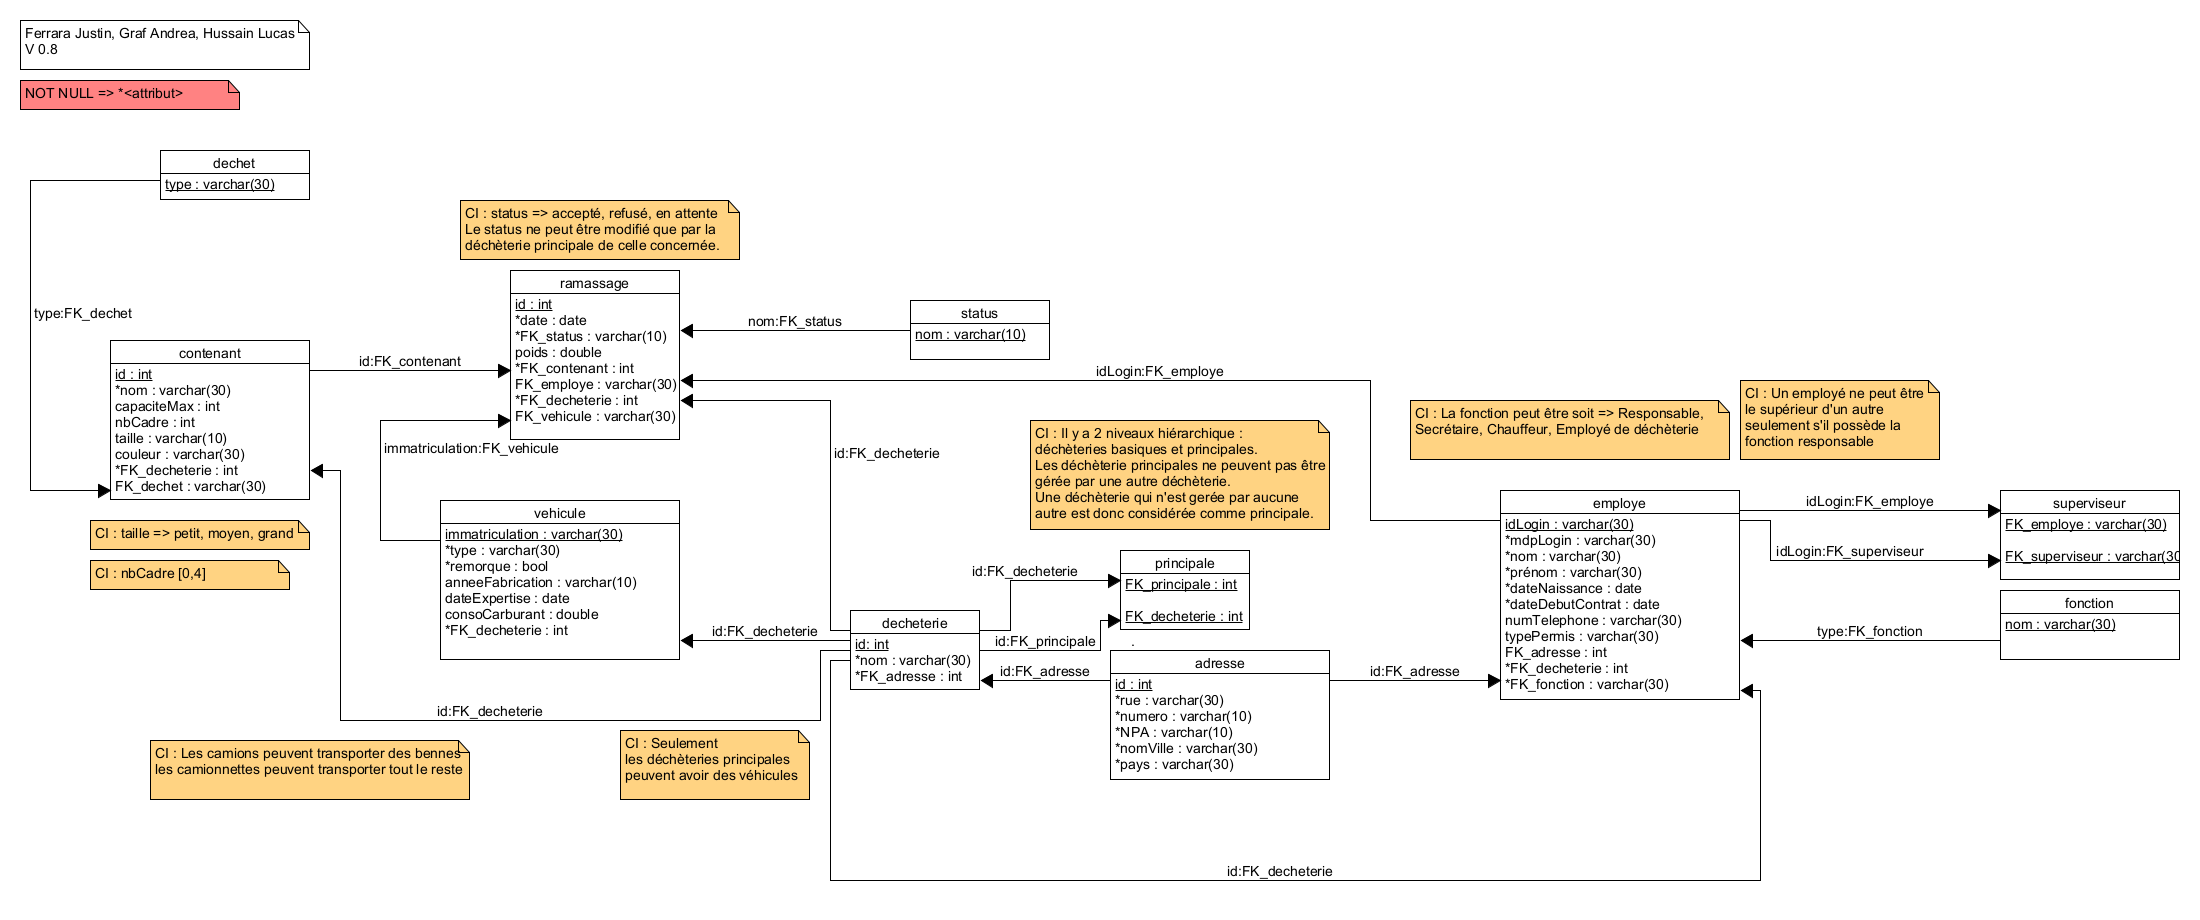 Ferrara Justin, Graf Andrea, Hussain Lucas
V 0.8
NOT NULL => *<attribut>
dechet
type : varchar(30)
type:FK_dechet
CI : status => accepté, refusé, en attente
Le status ne peut être modifié que par la
déchèterie principale de celle concernée.
ramassage
id : int
*date : date
*FK_status : varchar(10)
poids : double
*FK_contenant : int
FK_employe : varchar(30)
*FK_decheterie : int
FK_vehicule : varchar(30)
nom:FK_status
status
nom : varchar(10)
contenant
id : int
*nom : varchar(30)
capaciteMax : int
nbCadre : int
taille : varchar(10)
couleur : varchar(30)
*FK_decheterie : int
FK_dechet : varchar(30)
id:FK_contenant
idLogin:FK_employe
immatriculation:FK_vehicule
id:FK_decheterie
CI : Il y a 2 niveaux hiérarchique :
déchèteries basiques et principales.
Les déchèterie principales ne peuvent pas être
gérée par une autre déchèterie.
Une déchèterie qui n'est gerée par aucune
autre est donc considérée comme principale.
CI : La fonction peut être soit => Responsable,
Secrétaire, Chauffeur, Employé de déchèterie
CI : Un employé ne peut être
le supérieur d'un autre
seulement s'il possède la
fonction responsable
CI : taille => petit, moyen, grand
CI : nbCadre [0,4]
vehicule
immatriculation : varchar(30)
*type : varchar(30)
*remorque : bool
anneeFabrication : varchar(10)
dateExpertise : date
consoCarburant : double
*FK_decheterie : int
id:FK_decheterie
decheterie
id: int
*nom : varchar(30)
*FK_adresse : int
id:FK_decheterie
id:FK_principale
principale
FK_principale : int
FK_decheterie : int
.
id:FK_adresse
adresse
id : int
*rue : varchar(30)
*numero : varchar(10)
*NPA : varchar(10)
*nomVille : varchar(30)
*pays : varchar(30)
id:FK_adresse
employe
idLogin : varchar(30)
*mdpLogin : varchar(30)
*nom : varchar(30)
*prénom : varchar(30)
*dateNaissance : date
*dateDebutContrat : date
numTelephone : varchar(30)
typePermis : varchar(30)
FK_adresse : int
*FK_decheterie : int
*FK_fonction : varchar(30)
idLogin:FK_employe
idLogin:FK_superviseur
superviseur
FK_employe : varchar(30)
FK_superviseur : varchar(30
type:FK_fonction
fonction
nom : varchar(30)
id:FK_decheterie
CI : Les camions peuvent transporter des bennes
les camionnettes peuvent transporter tout le reste
CI : Seulement
les déchèteries principales
peuvent avoir des véhicules
id:FK_decheterie